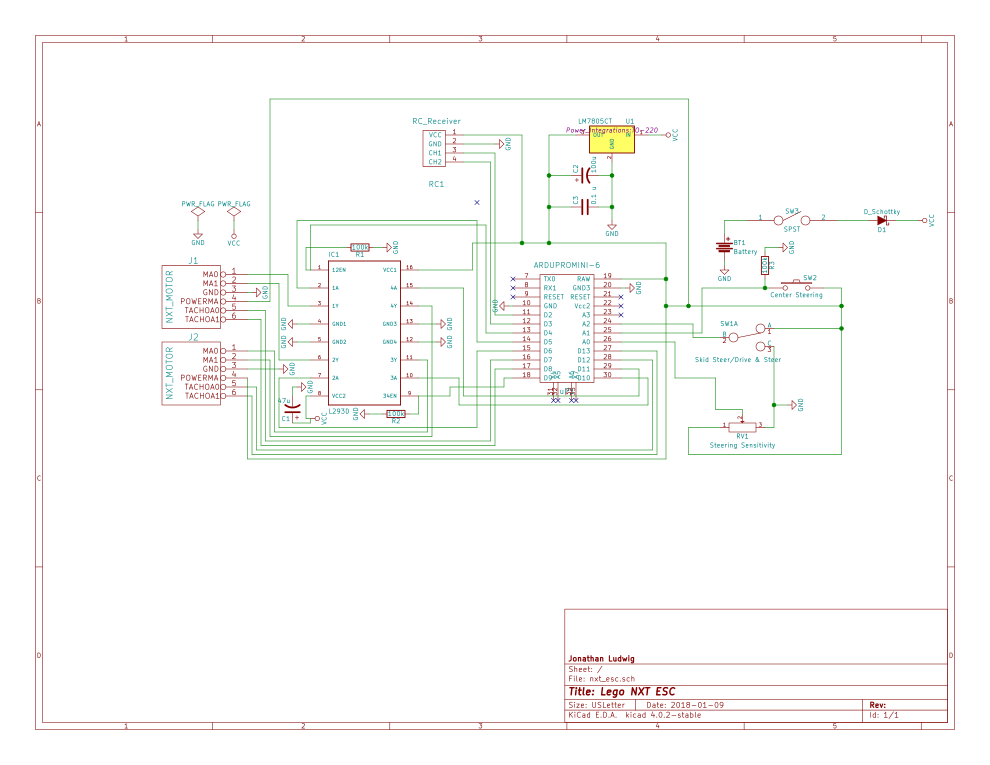 1 2 3 4 5
A A
B B
C C
D D
RC_Receiver
VCC 1
GND 2
CH1 3
CH2 4
RC1
GND
LM7805CT U1
Power_Integrations:TO-220
OUT IN
GND
2
VCC
C2 100u
C3 0.1 u
GND
PWR_FLAG PWR_FLAG
GND VCC
1 SW3 2
SPST
D_Schottky
D1
VCC
BT1
Battery
GND
GND
100k R3
SW2
Center Steering
SW1A
Skid Steer/Drive & Steer
GND
RV1
Steering Sensitivity
J1
NXT_MOTOR
MA0 1
MA1 2
GND 3
POWERMA 4
TACHOA0 5
TACHOA1 6
GND
J2
NXT_MOTOR
MA0 1
MA1 2
GND 3
POWERMA 4
TACHOA0 5
TACHOA1 6
GND
100k
R1
GND
IC1
1 12EN VCC1 16
2 1A 4A 15
3 1Y 4Y 14
4 GND1 GND3 13
5 GND2 GND4 12
6 2Y 3Y 11
7 2A 3A 10
8 VCC2 34EN 9
L293D
GND
GND
GND
GND
GND
47u
C1
VCC
GND
100k
R2
ARDUPROMINI-6
7 TX0 RAW 19
8 RX1 GND3 20
9 RESET RESET 21
10 GND Vcc2 22
11 D2 A3 23
12 D3 A2 24
13 D4 A1 25
14 D5 A0 26
15 D6 D13 27
16 D7 D12 28
17 D8 D11 29
18 D9 D10 30
GND
GND
Jonathan Ludwig
Sheet: /
File: nxt_esc.sch
Title: Lego NXT ESC
Size: USLetter Date: 2018-01-09 Rev:
KiCad E.D.A. kicad 4.0.2-stable Id: 1/1
1 2 3 4 5